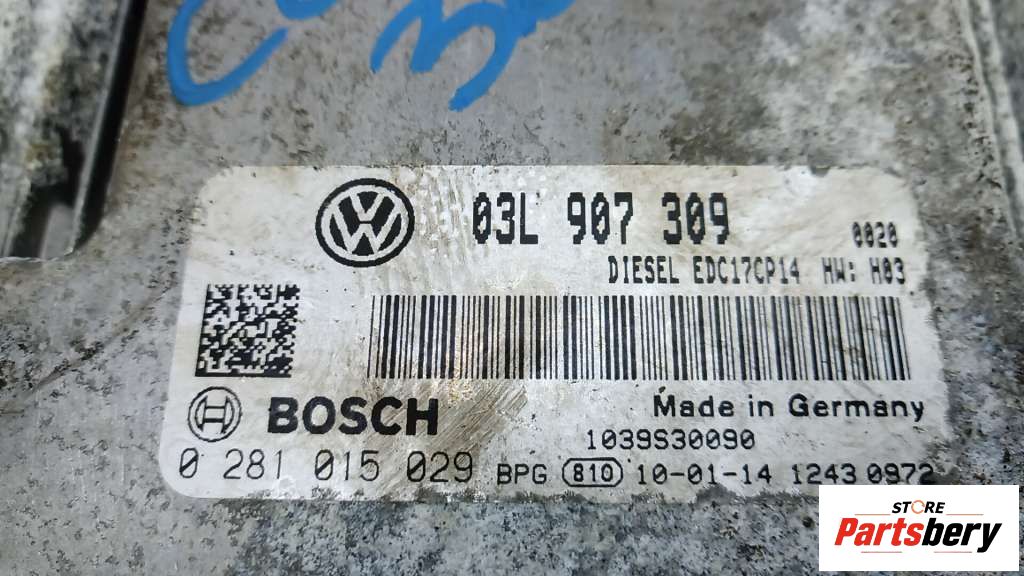 03L 907 309
0020
DIESEL EDC17CP14 HW: H03
BOSCH
Made in Germany
1039S30090
0 281 015 029 BPG 810 10-01-14 1243 0972
STORE
Partsbery